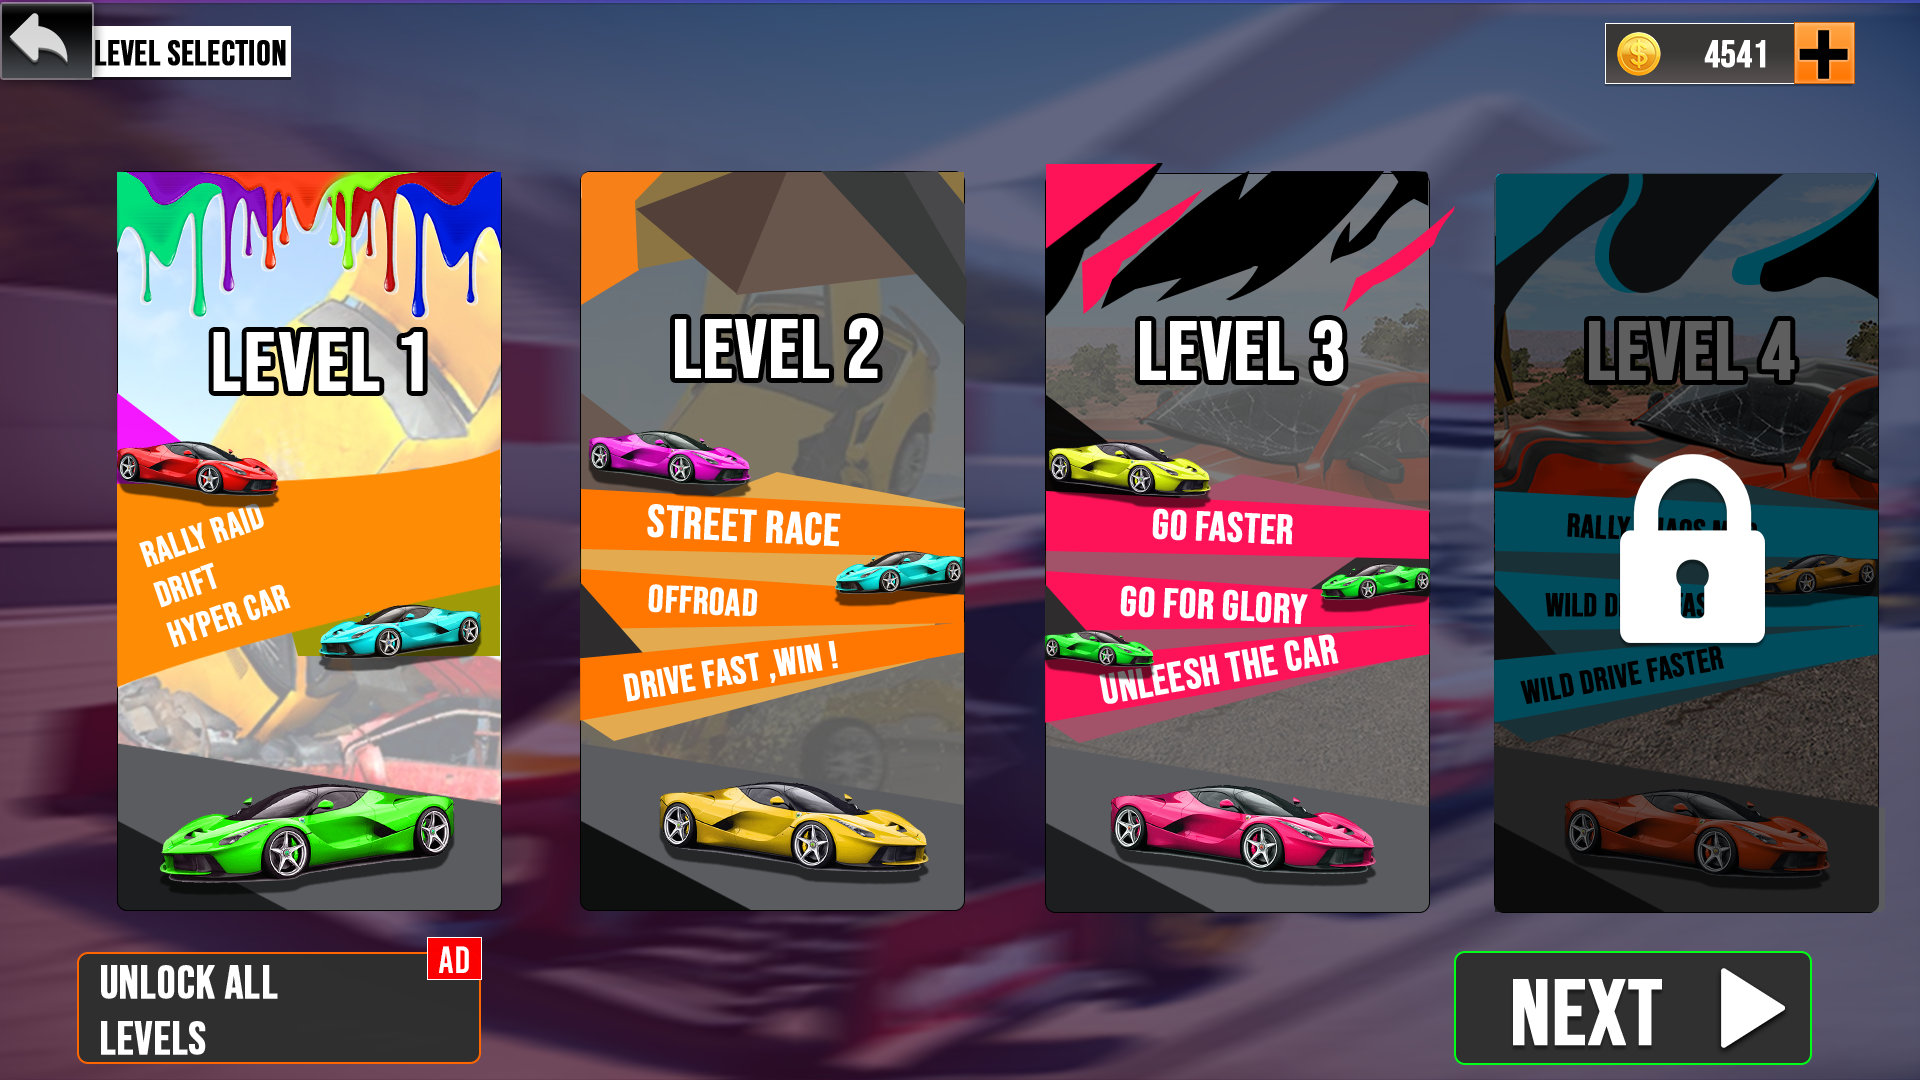 LEVEL SELECTION
4541
LEVEL 1
RALLY RAID
DRIFT
HYPER CAR
LEVEL 2
STREET RACE
OFFROAD
DRIVE FAST ,WIN !
LEVEL 3
GO FASTER
GO FOR GLORY
UNLEESH THE CAR
LEVEL 4
RALLY
WILD
WILD DRIVE FASTER
UNLOCK ALL
LEVELS
AD
NEXT